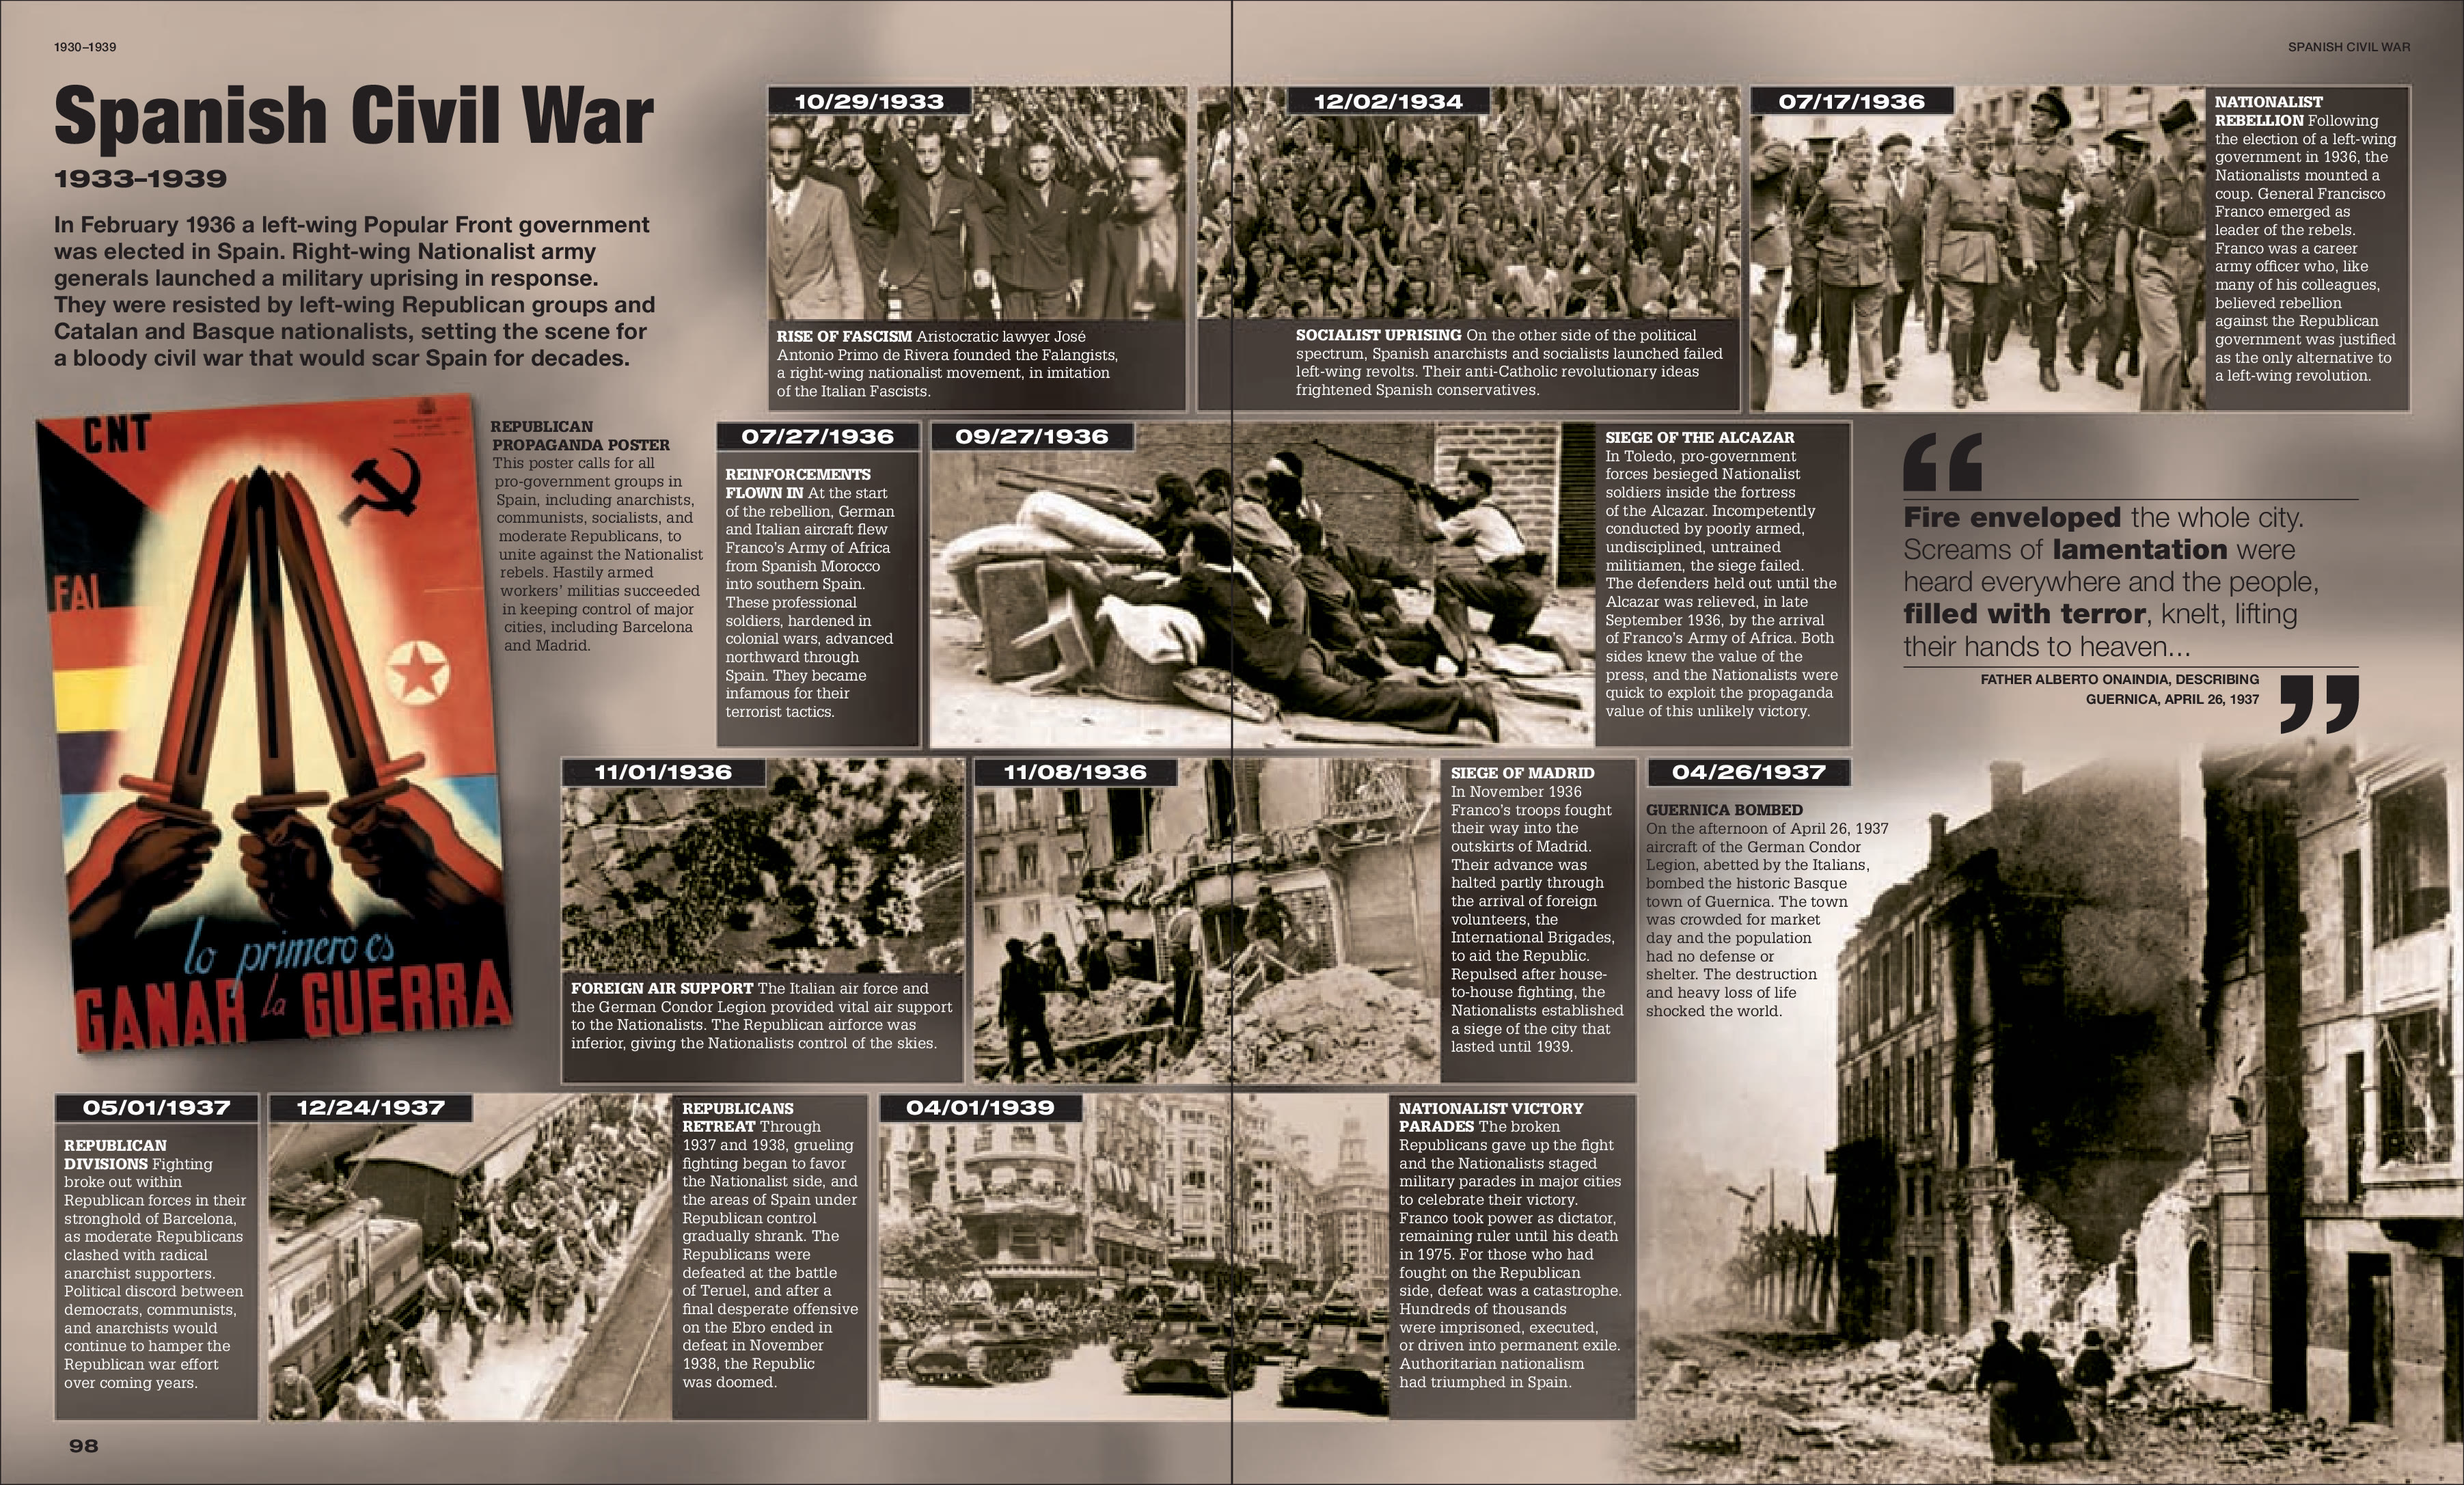 1930–1939
SPANISH CIVIL WAR
Spanish Civil War
1933–1939
In February 1936 a left-wing Popular Front government
was elected in Spain. Right-wing Nationalist army
generals launched a military uprising in response.
They were resisted by left-wing Republican groups and
Catalan and Basque nationalists, setting the scene for
a bloody civil war that would scar Spain for decades.
10/29/1933
RISE OF FASCISM Aristocratic lawyer José
Antonio Primo de Rivera founded the Falangists,
a right-wing nationalist movement, in imitation
of the Italian Fascists.
12/02/1934
SOCIALIST UPRISING On the other side of the political
spectrum, Spanish anarchists and socialists launched failed
left-wing revolts. Their anti-Catholic revolutionary ideas
frightened Spanish conservatives.
07/17/1936
NATIONALIST
REBELLION Following
the election of a left-wing
government in 1936, the
Nationalists mounted a
coup. General Francisco
Franco emerged as
leader of the rebels.
Franco was a career
army officer who, like
many of his colleagues,
believed rebellion
against the Republican
government was justified
as the only alternative to
a left-wing revolution.
CNT
FAI
lo primero es
GANAR la GUERRA
REPUBLICAN
PROPAGANDA POSTER
This poster calls for all
pro-government groups in
Spain, including anarchists,
communists, socialists, and
moderate Republicans, to
unite against the Nationalist
rebels. Hastily armed
workers' militias succeeded
in keeping control of major
cities, including Barcelona
and Madrid.
07/27/1936
REINFORCEMENTS
FLOWN IN At the start
of the rebellion, German
and Italian aircraft flew
Franco's Army of Africa
from Spanish Morocco
into southern Spain.
These professional
soldiers, hardened in
colonial wars, advanced
northward through
Spain. They became
infamous for their
terrorist tactics.
09/27/1936
SIEGE OF THE ALCAZAR
In Toledo, pro-government
forces besieged Nationalist
soldiers inside the fortress
of the Alcazar. Incompetently
conducted by poorly armed,
undisciplined, untrained
militiamen, the siege failed.
The defenders held out until the
Alcazar was relieved, in late
September 1936, by the arrival
of Franco's Army of Africa. Both
sides knew the value of the
press, and the Nationalists were
quick to exploit the propaganda
value of this unlikely victory.
“
Fire enveloped the whole city.
Screams of lamentation were
heard everywhere and the people,
filled with terror, knelt, lifting
their hands to heaven...
FATHER ALBERTO ONAINDIA, DESCRIBING
GUERNICA, APRIL 26, 1937
”
11/01/1936
FOREIGN AIR SUPPORT The Italian air force and
the German Condor Legion provided vital air support
to the Nationalists. The Republican airforce was
inferior, giving the Nationalists control of the skies.
11/08/1936
SIEGE OF MADRID
In November 1936
Franco's troops fought
their way into the
outskirts of Madrid.
Their advance was
halted partly through
the arrival of foreign
volunteers, the
International Brigades,
to aid the Republic.
Repulsed after house-
to-house fighting, the
Nationalists established
a siege of the city that
lasted until 1939.
04/26/1937
GUERNICA BOMBED
On the afternoon of April 26, 1937
aircraft of the German Condor
Legion, abetted by the Italians,
bombed the historic Basque
town of Guernica. The town
was crowded for market
day and the population
had no defense or
shelter. The destruction
and heavy loss of life
shocked the world.
05/01/1937
REPUBLICAN
DIVISIONS Fighting
broke out within
Republican forces in their
stronghold of Barcelona,
as moderate Republicans
clashed with radical
anarchist supporters.
Political discord between
democrats, communists,
and anarchists would
continue to hamper the
Republican war effort
over coming years.
12/24/1937
REPUBLICANS
RETREAT Through
1937 and 1938, grueling
fighting began to favor
the Nationalist side, and
the areas of Spain under
Republican control
gradually shrank. The
Republicans were
defeated at the battle
of Teruel, and after a
final desperate offensive
on the Ebro ended in
defeat in November
1938, the Republic
was doomed.
04/01/1939
NATIONALIST VICTORY
PARADES The broken
Republicans gave up the fight
and the Nationalists staged
military parades in major cities
to celebrate their victory.
Franco took power as dictator,
remaining ruler until his death
in 1975. For those who had
fought on the Republican
side, defeat was a catastrophe.
Hundreds of thousands
were imprisoned, executed,
or driven into permanent exile.
Authoritarian nationalism
had triumphed in Spain.
98